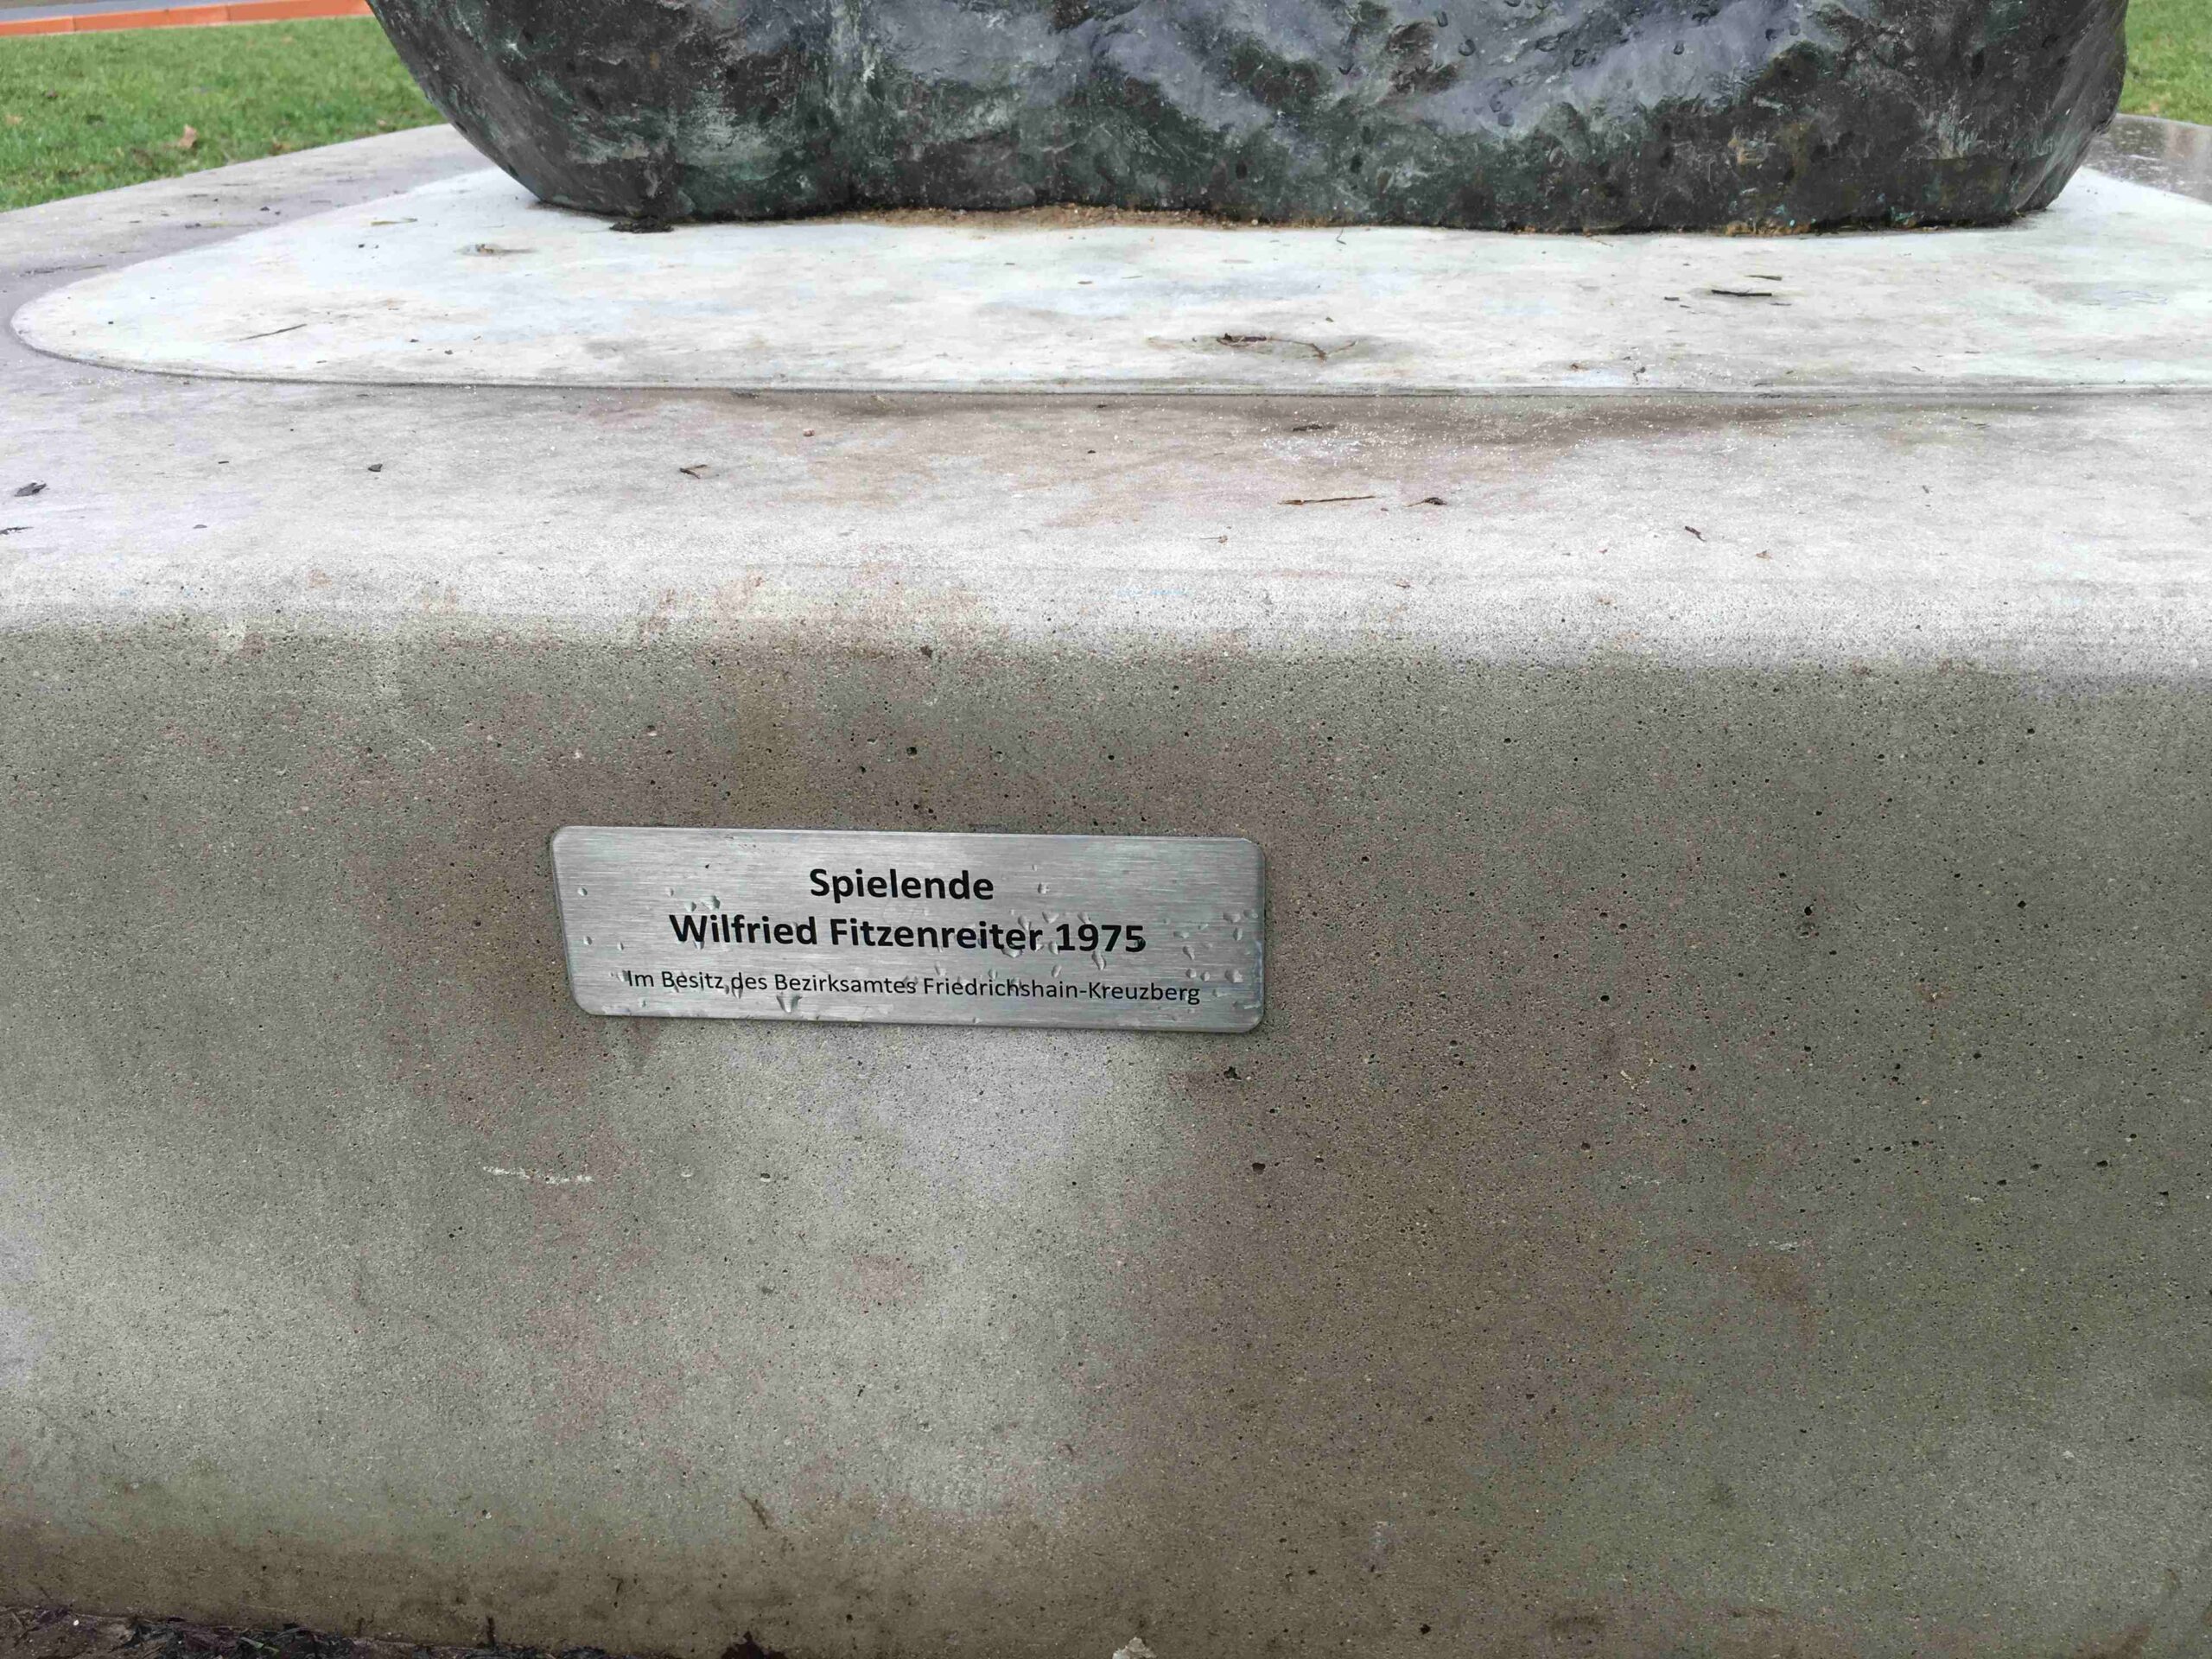 Spielende
Wilfried Fitzenreiter 1975
Im Besitz des Bezirksamtes Friedrichshain-Kreuzberg